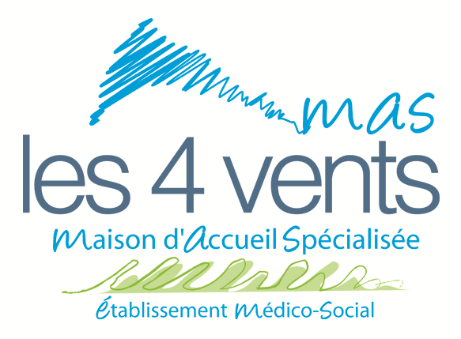 mas
les 4 vents
Maison d'Accueil Spécialisée
Établissement Médico-Social